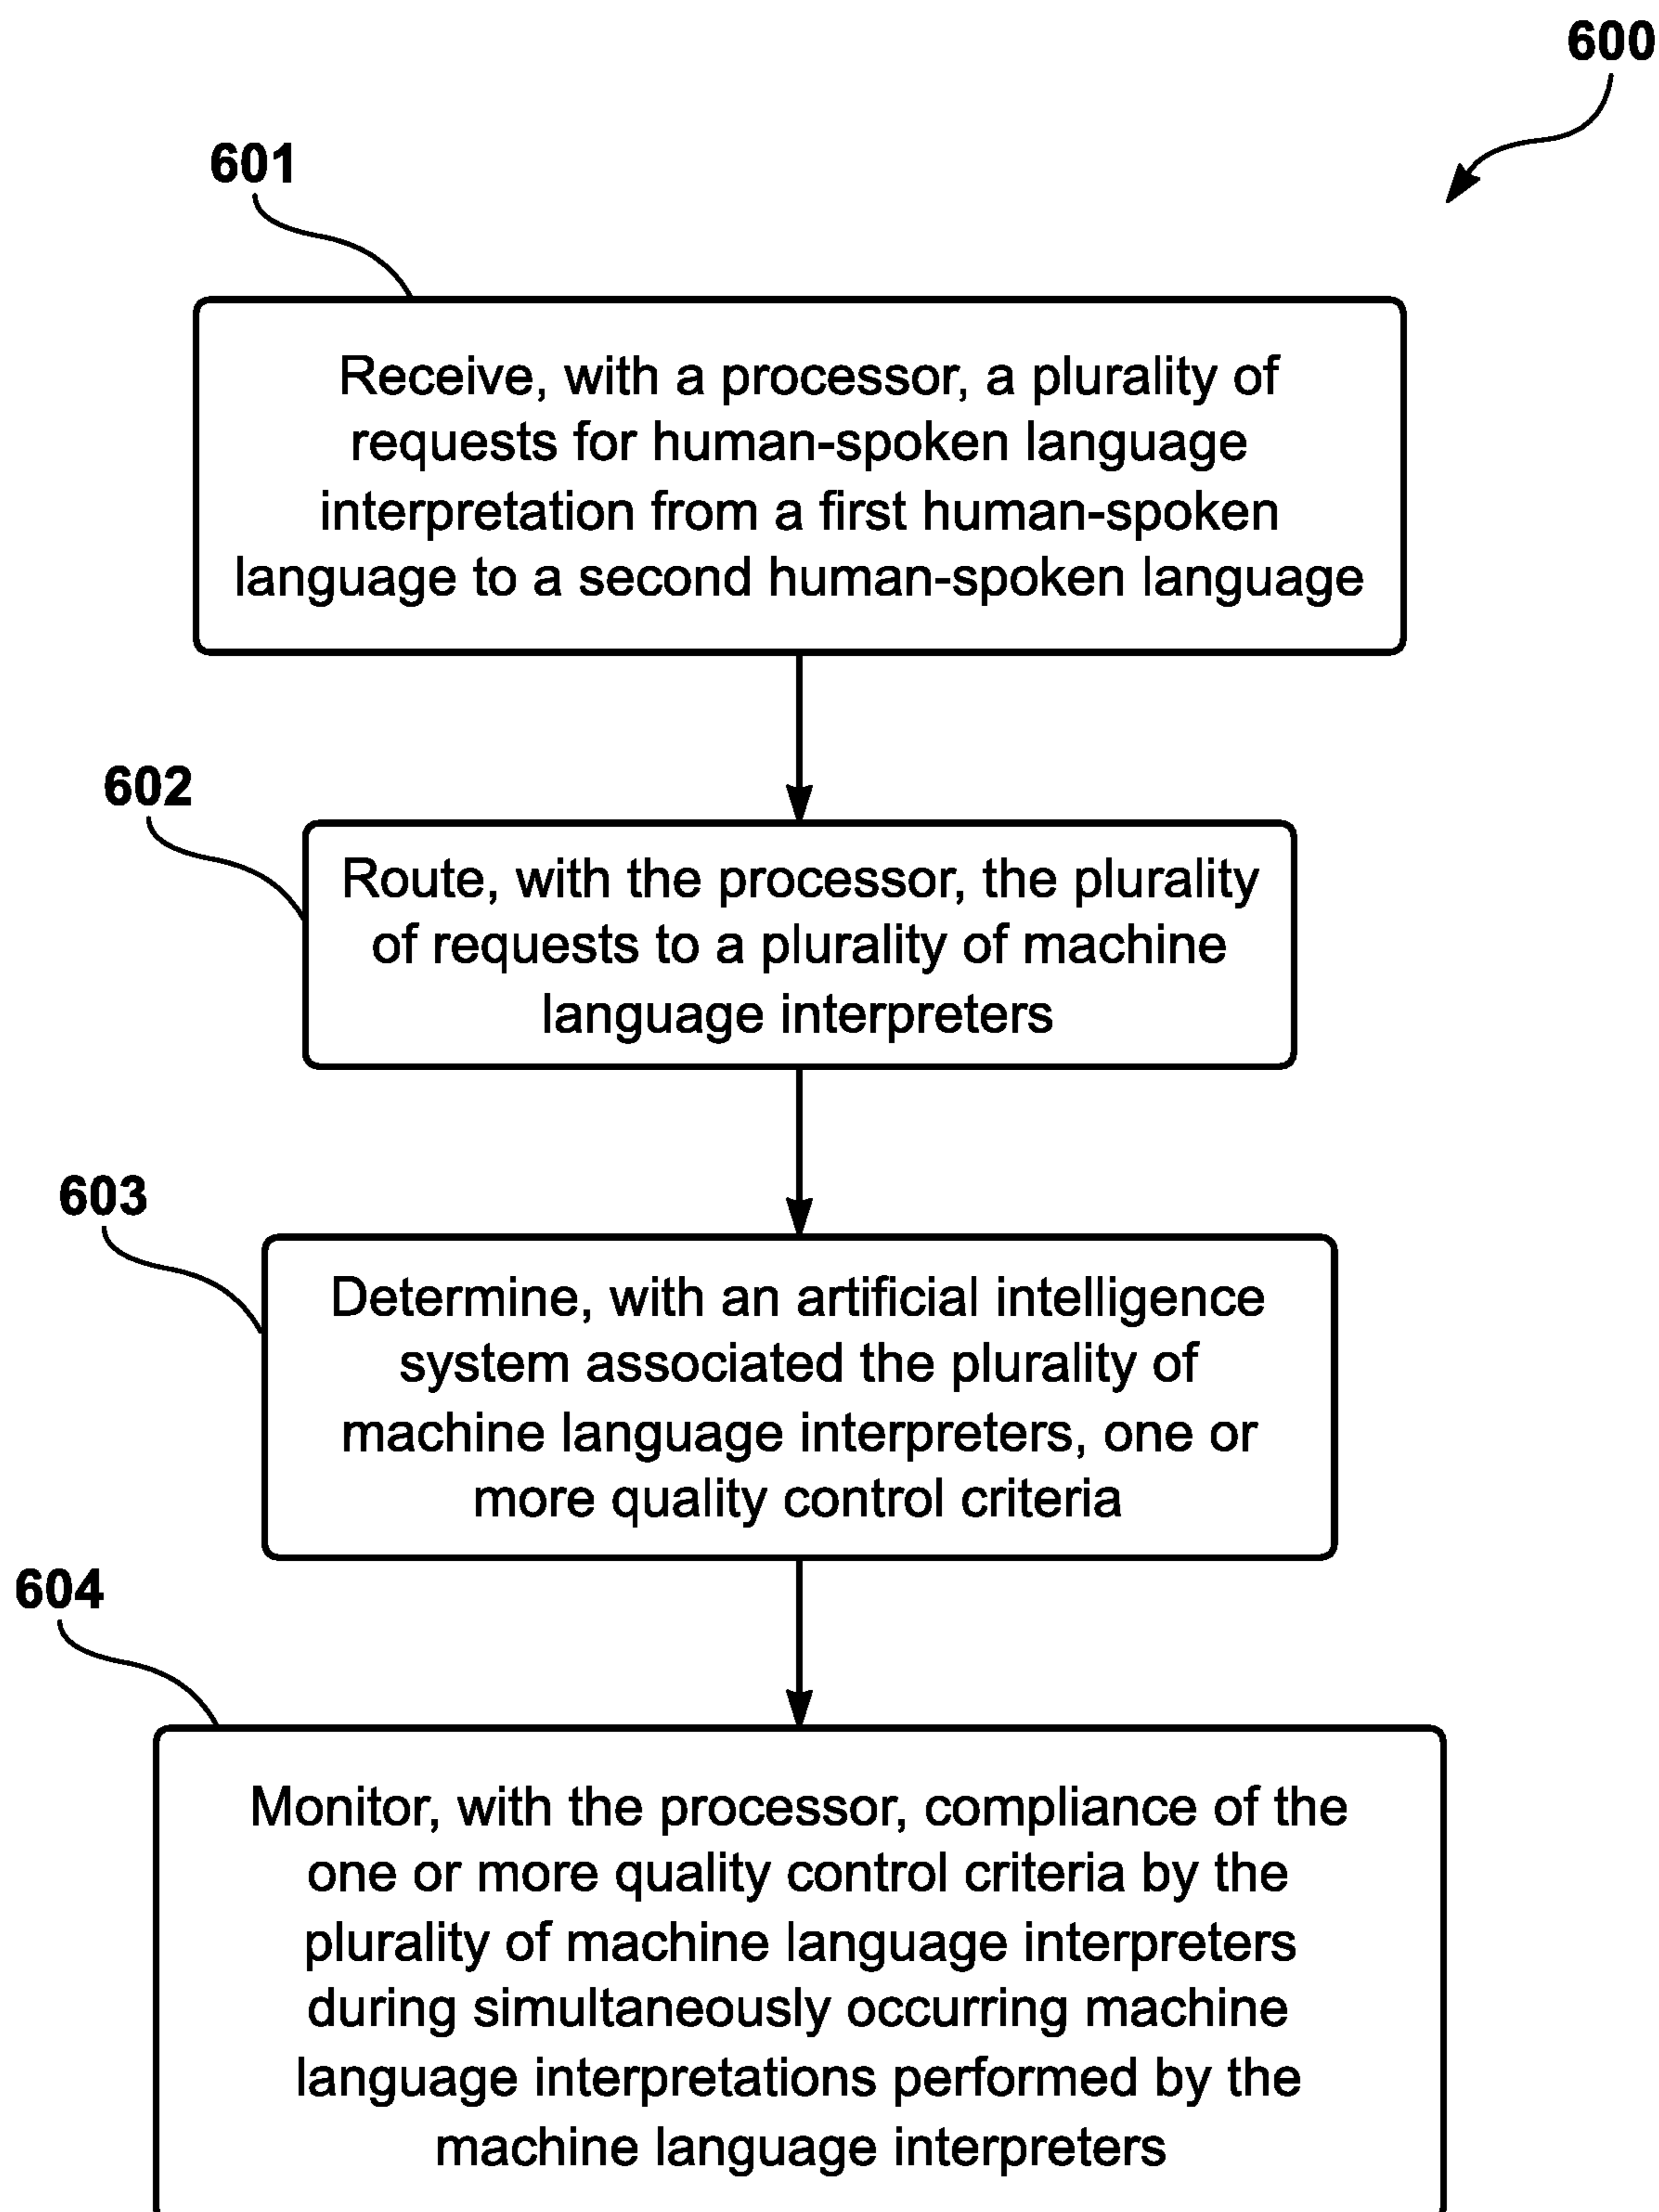 600
601
Receive, with a processor, a plurality of
requests for human-spoken language
interpretation from a first human-spoken
language to a second human-spoken language
602
Route, with the processor, the plurality
of requests to a plurality of machine
language interpreters
603
Determine, with an artificial intelligence
system associated the plurality of
machine language interpreters, one or
more quality control criteria
604
Monitor, with the processor, compliance of the
one or more quality control criteria by the
plurality of machine language interpreters
during simultaneously occurring machine
language interpretations performed by the
machine language interpreters